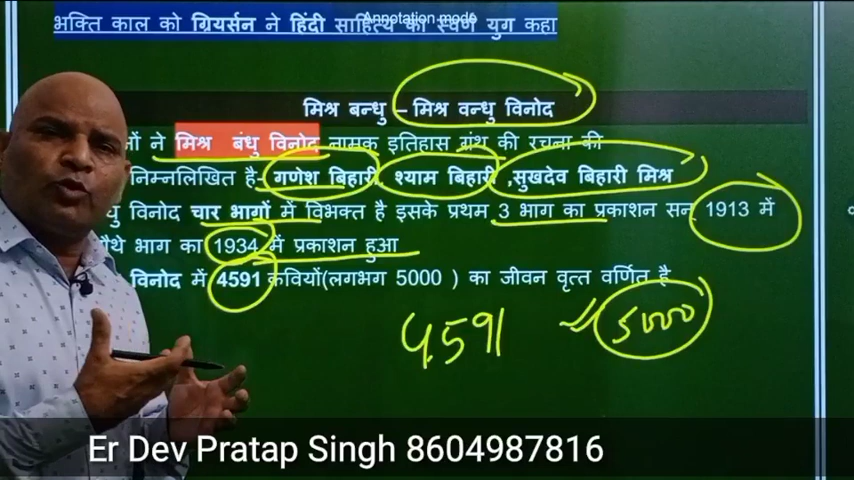 भक्ति काल को ग्रियर्सन ने हिंदी साहित्य का स्वर्ण युग कहा
Annotation mode
मिश्र बन्धु – मिश्र वन्धु विनोद
ने मिश्र बंधु विनोद नामक इतिहास ग्रंथ की रचना की
निम्नलिखित है- गणेश बिहारी, श्याम बिहारी ,सुखदेव बिहारी मिश्र
विनोद चार भागों में विभक्त है इसके प्रथम 3 भाग का प्रकाशन सन 1913 में
भाग का 1934 में प्रकाशन हुआ
विनोद में 4591 कवियों(लगभग 5000 ) का जीवन वृत्त वर्णित है
4591 5000
Er Dev Pratap Singh 8604987816